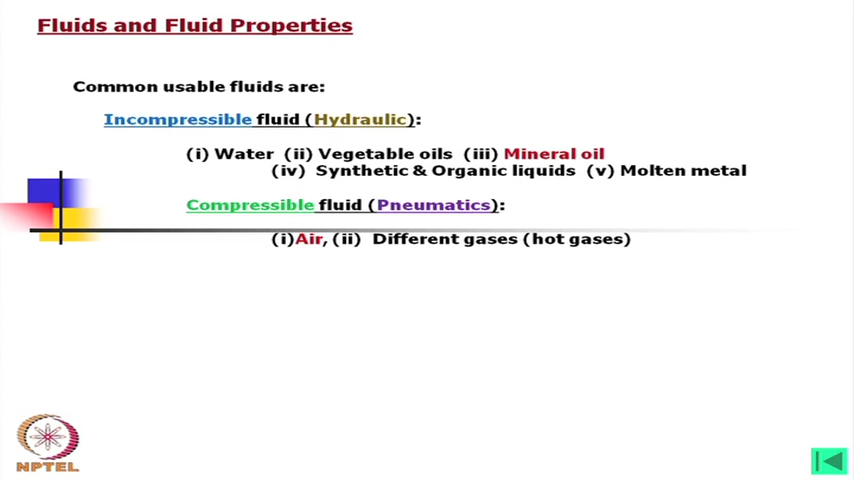 Fluids and Fluid Properties
Common usable fluids are:
Incompressible fluid (Hydraulic):
(i) Water (ii) Vegetable oils (iii) Mineral oil
(iv) Synthetic & Organic liquids (v) Molten metal
Compressible fluid (Pneumatics):
(i)Air, (ii) Different gases (hot gases)
NPTEL